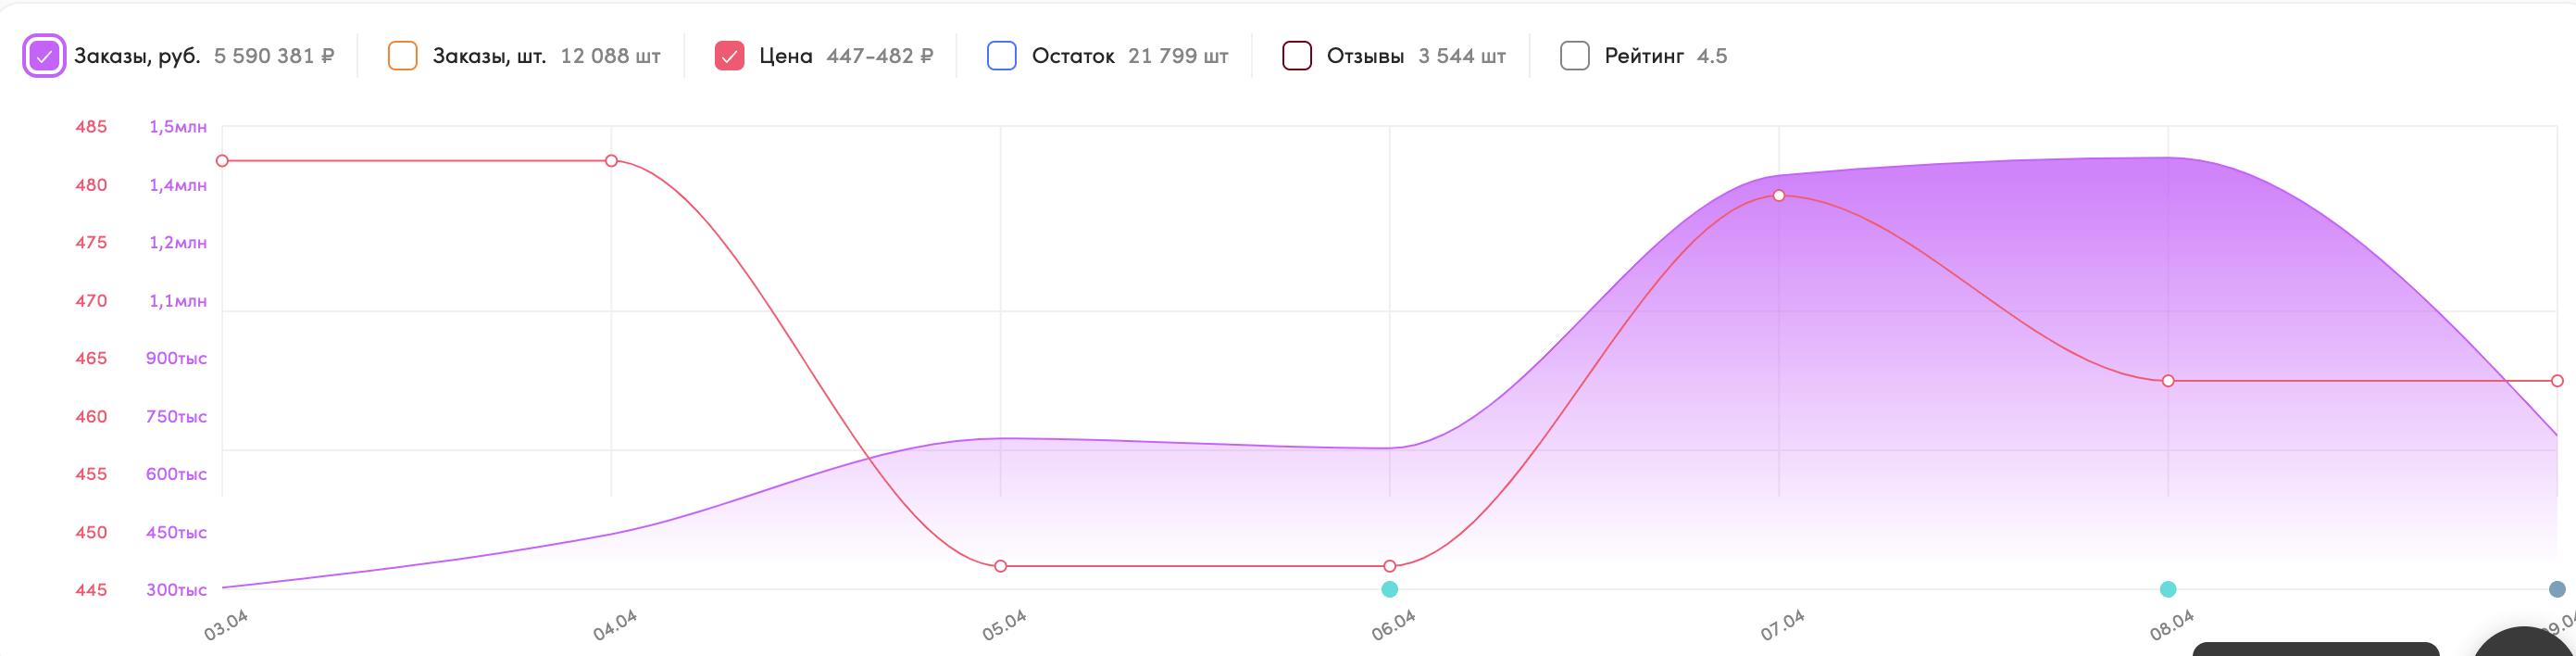 Заказы, руб. 5 590 381 ₽ Заказы, шт. 12 088 шт Цена 447-482 ₽ Остаток 21 799 шт Отзывы 3 544 шт Рейтинг 4.5
485 1,5млн
480 1,4млн
475 1,2млн
470 1,1млн
465 900тыс
460 750тыс
455 600тыс
450 450тыс
445 300тыс
03.04 04.04 05.04 06.04 07.04 08.04